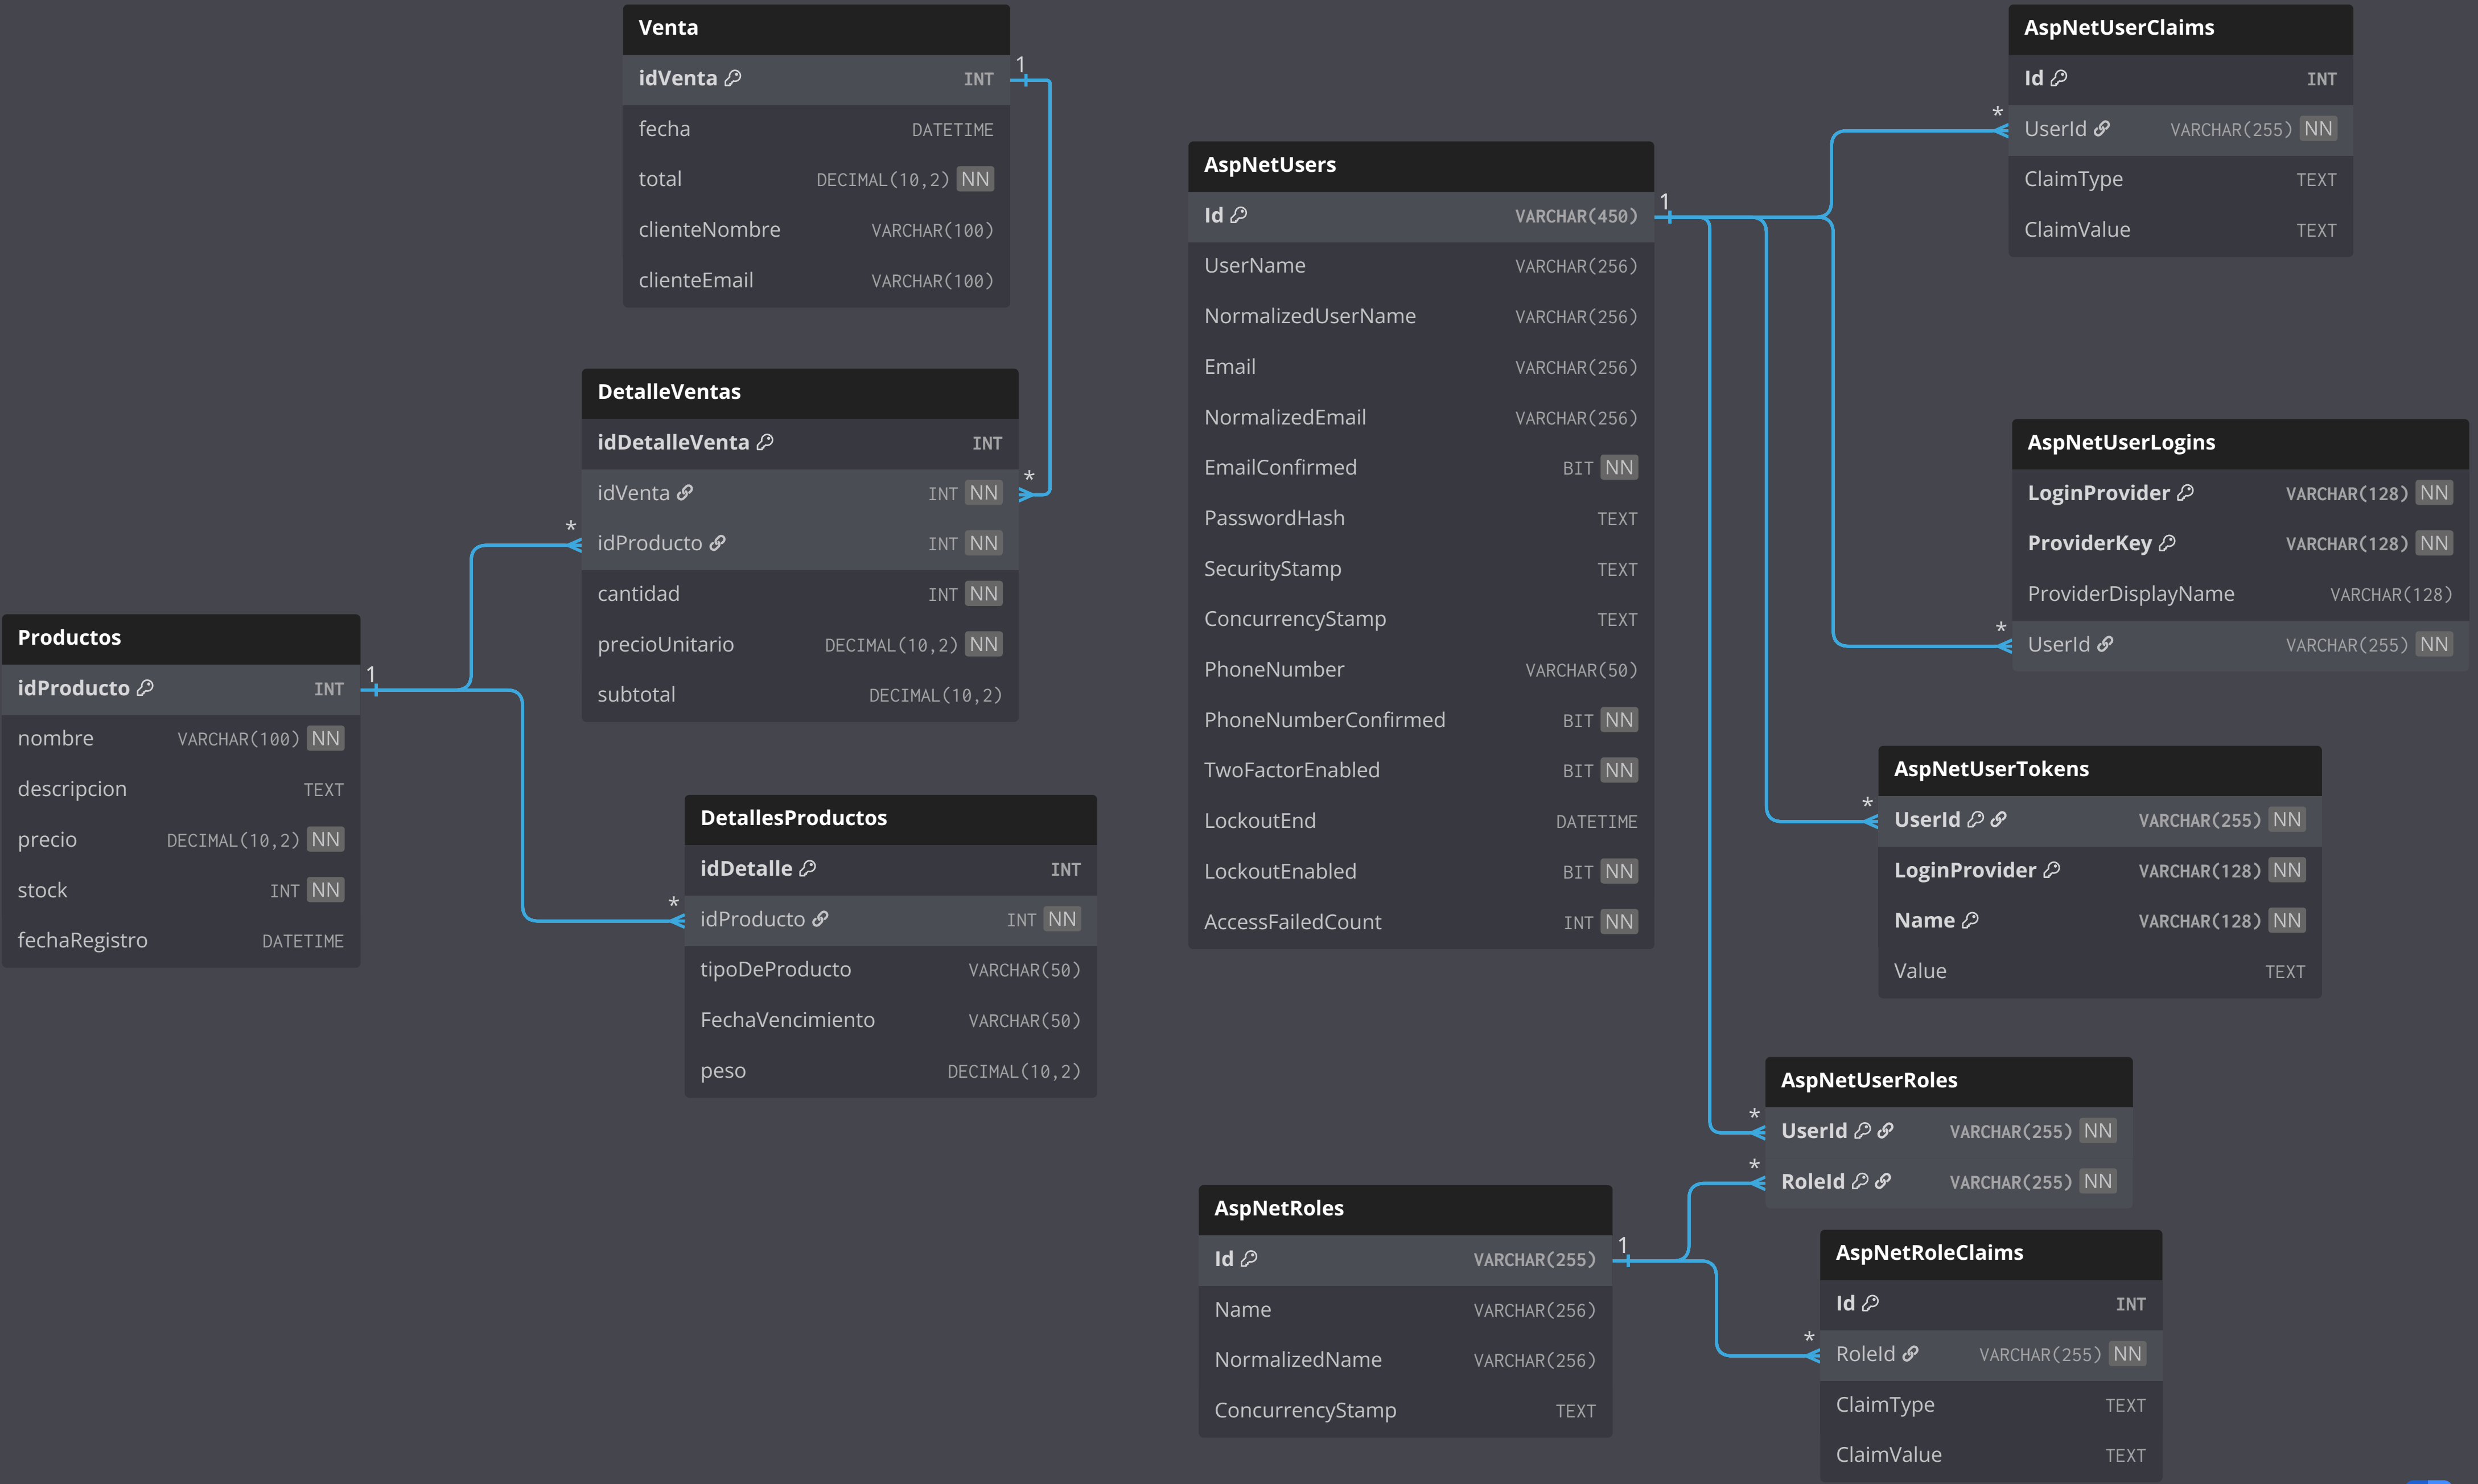 Venta
idVenta INT
fecha DATETIME
total DECIMAL(10,2) NN
clienteNombre VARCHAR(100)
clienteEmail VARCHAR(100)
1
*
DetalleVentas
idDetalleVenta INT
idVenta INT NN
idProducto INT NN
cantidad INT NN
precioUnitario DECIMAL(10,2) NN
subtotal DECIMAL(10,2)
*
Productos
idProducto INT
nombre VARCHAR(100) NN
descripcion TEXT
precio DECIMAL(10,2) NN
stock INT NN
fechaRegistro DATETIME
1
*
DetallesProductos
idDetalle INT
idProducto INT NN
tipoDeProducto VARCHAR(50)
FechaVencimiento VARCHAR(50)
peso DECIMAL(10,2)
AspNetUsers
Id VARCHAR(450)
UserName VARCHAR(256)
NormalizedUserName VARCHAR(256)
Email VARCHAR(256)
NormalizedEmail VARCHAR(256)
EmailConfirmed BIT NN
PasswordHash TEXT
SecurityStamp TEXT
ConcurrencyStamp TEXT
PhoneNumber VARCHAR(50)
PhoneNumberConfirmed BIT NN
TwoFactorEnabled BIT NN
LockoutEnd DATETIME
LockoutEnabled BIT NN
AccessFailedCount INT NN
1
*
AspNetUserClaims
Id INT
UserId VARCHAR(255) NN
ClaimType TEXT
ClaimValue TEXT
*
AspNetUserLogins
LoginProvider VARCHAR(128) NN
ProviderKey VARCHAR(128) NN
ProviderDisplayName VARCHAR(128)
UserId VARCHAR(255) NN
*
AspNetUserTokens
UserId VARCHAR(255) NN
LoginProvider VARCHAR(128) NN
Name VARCHAR(128) NN
Value TEXT
*
*
AspNetUserRoles
UserId VARCHAR(255) NN
RoleId VARCHAR(255) NN
AspNetRoles
Id VARCHAR(255)
Name VARCHAR(256)
NormalizedName VARCHAR(256)
ConcurrencyStamp TEXT
1
*
AspNetRoleClaims
Id INT
RoleId VARCHAR(255) NN
ClaimType TEXT
ClaimValue TEXT